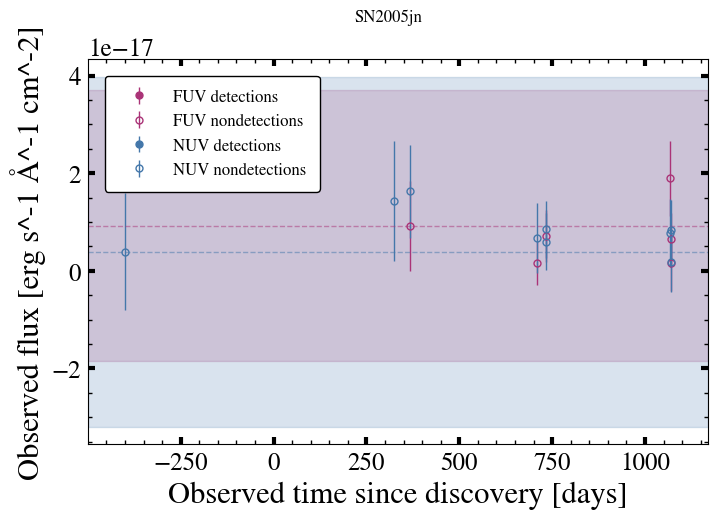 SN2005jn
1e−17
4
2
0
−2
FUV detections
FUV nondetections
NUV detections
NUV nondetections
−250
0
250
500
750
1000
Observed time since discovery [days]
Observed flux [erg s^-1 Å^-1 cm^-2]